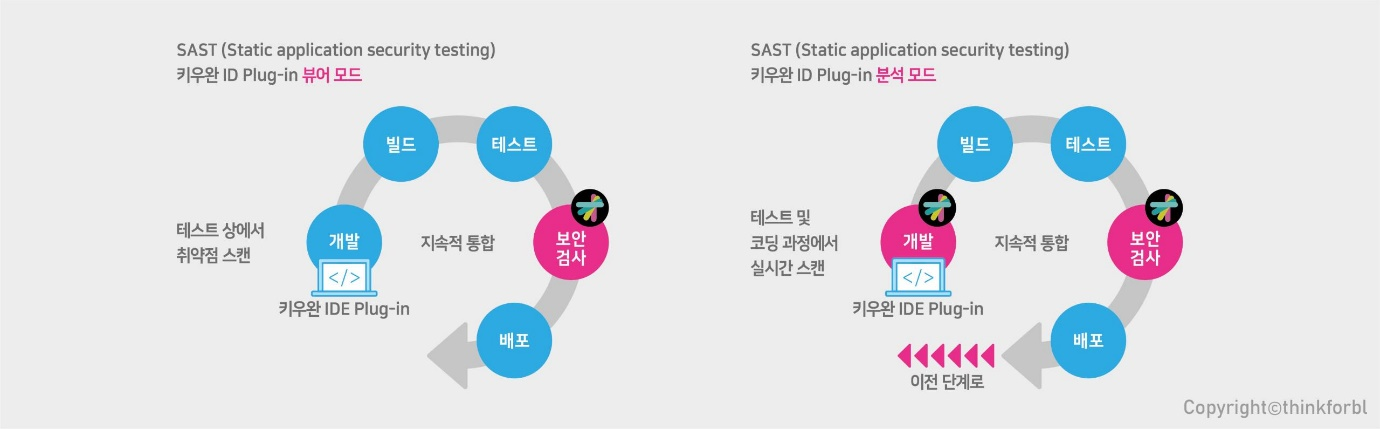 SAST (Static application security testing)
키우완 ID Plug-in 뷰어 모드
빌드
테스트
테스트 상에서
취약점 스캔
개발
</>
지속적 통합
보안
검사
키우완 IDE Plug-in
배포
SAST (Static application security testing)
키우완 ID Plug-in 분석 모드
빌드
테스트
테스트 및
코딩 과정에서
실시간 스캔
개발
</>
지속적 통합
보안
검사
키우완 IDE Plug-in
배포
이전 단계로
Copyright©thinkforbl